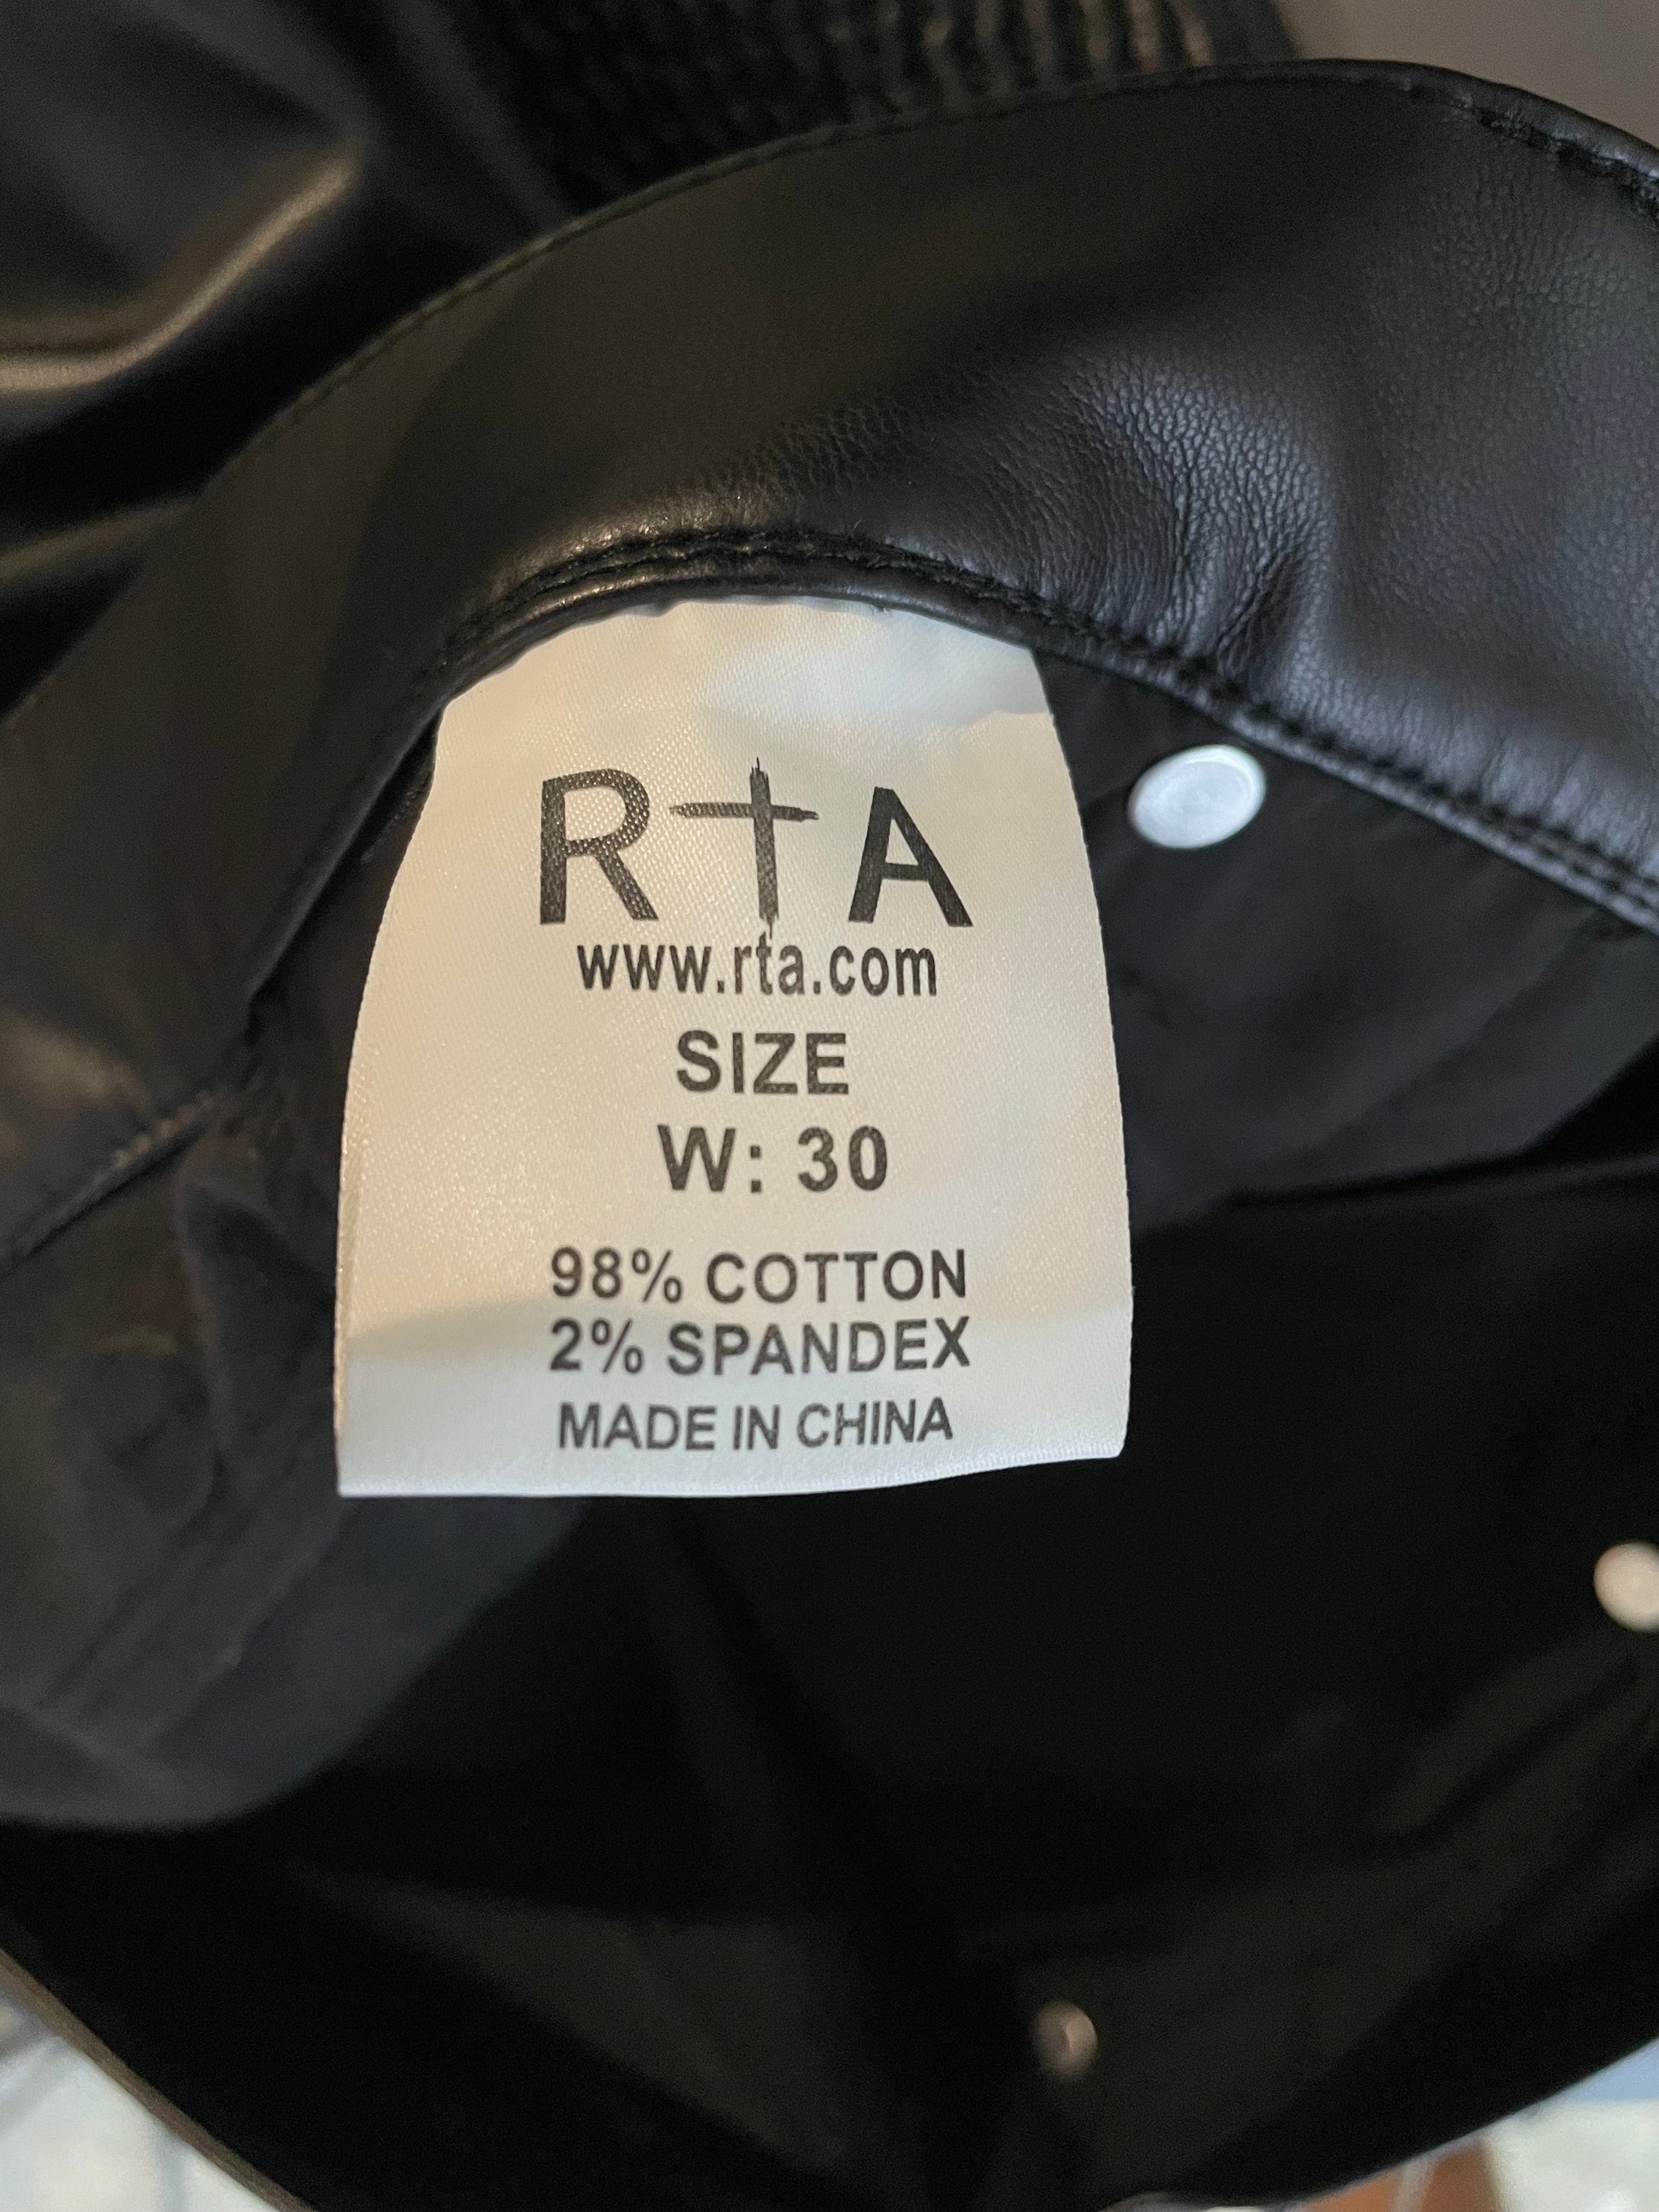 R†A
www.rta.com
SIZE
W: 30
98% COTTON
2% SPANDEX
MADE IN CHINA